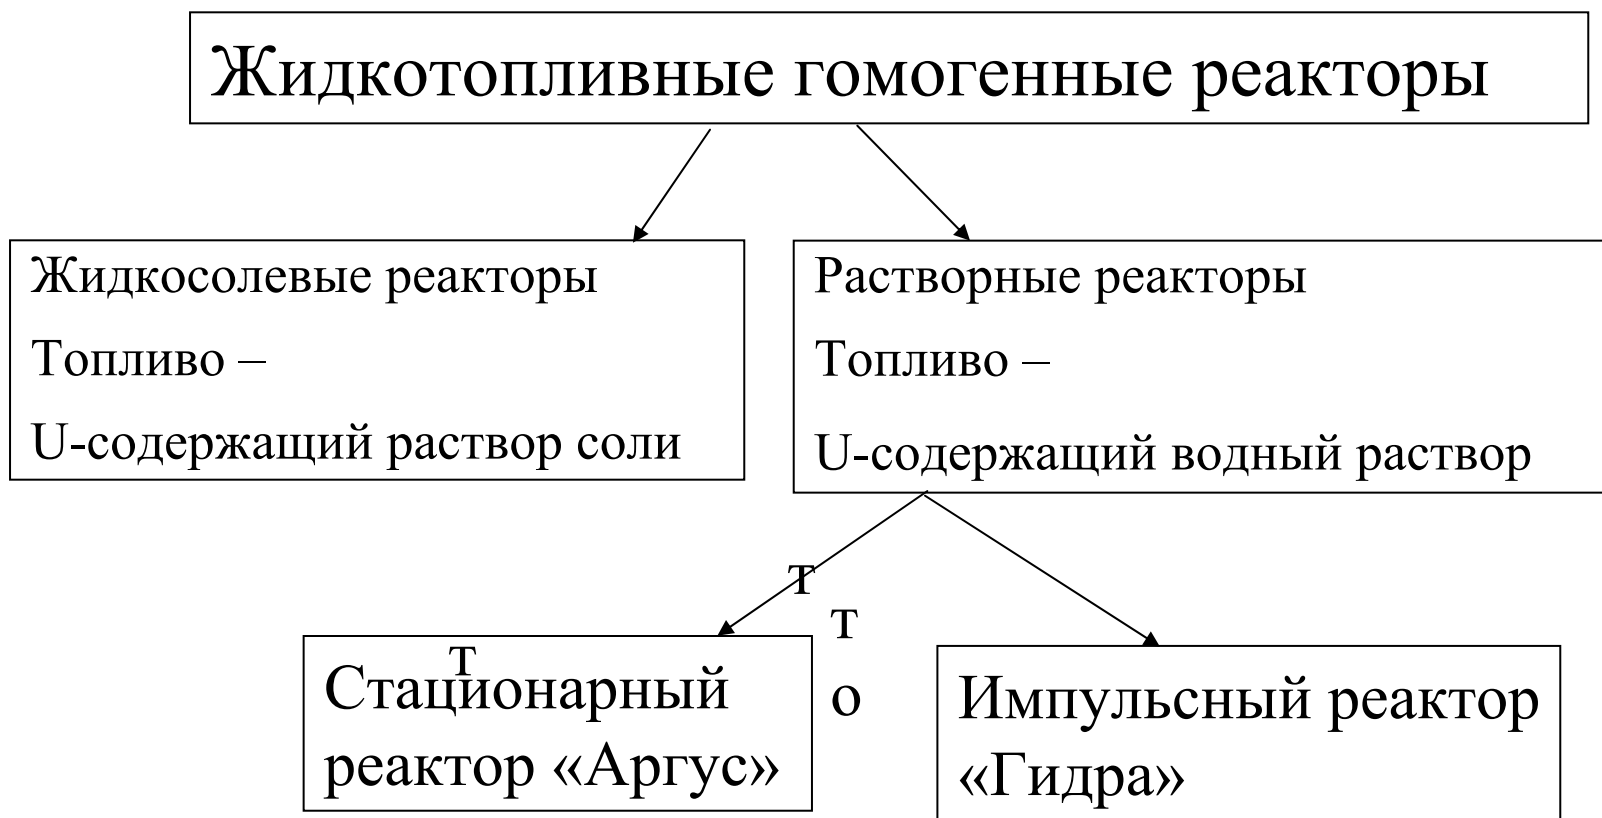 Жидкотопливные гомогенные реакторы
Жидкосолевые реакторы
Топливо –
U-содержащий раствор соли
Растворные реакторы
Топливо –
U-содержащий водный раствор
т
т
о
т
Стационарный
реактор «Аргус»
Импульсный реактор
«Гидра»